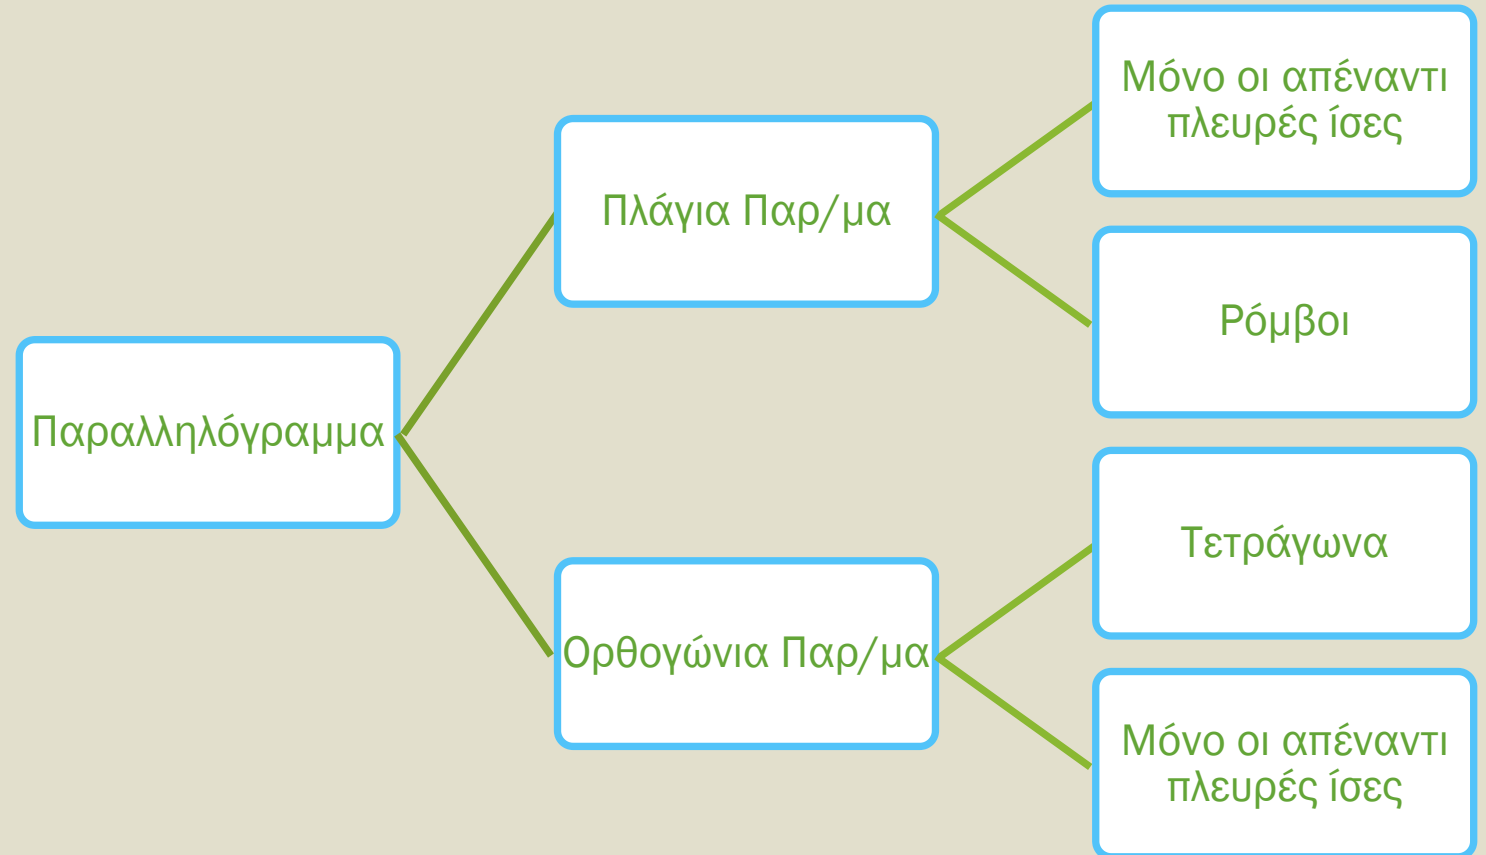 Παραλληλόγραμμα
Πλάγια Παρ/μα
Μόνο οι απέναντι
πλευρές ίσες
Ρόμβοι
Ορθογώνια Παρ/μα
Τετράγωνα
Μόνο οι απέναντι
πλευρές ίσες